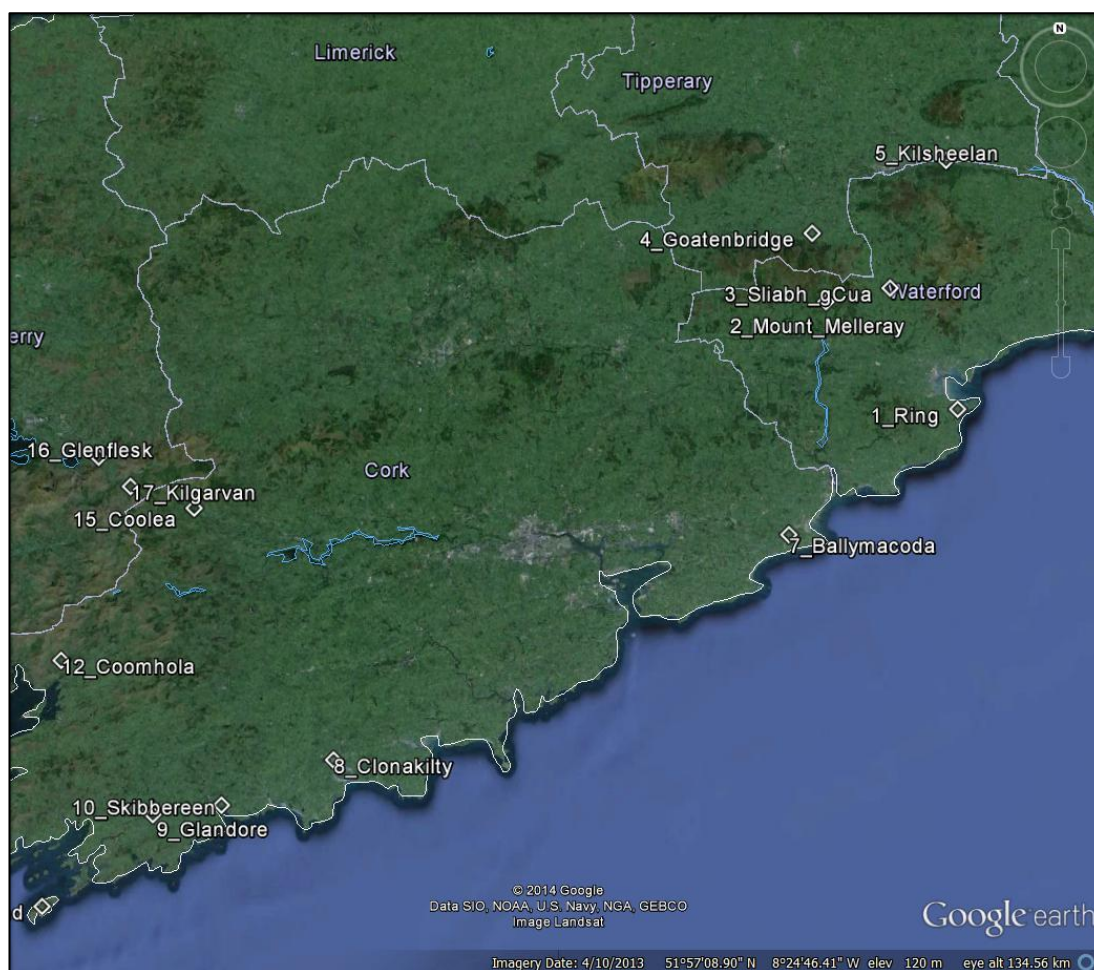 N
Limerick
Tipperary
5_Kilsheelan
4_Goatenbridge
3_Sliabh_gCua
Waterford
2_Mount_Melleray
erry
1_Ring
16_Glenflesk
Cork
17_Kilgarvan
15_Coolea
7_Ballymacoda
12_Coomhola
8_Clonakilty
10_Skibbereen
9_Glandore
d
© 2014 Google
Data SIO, NOAA, U.S. Navy, NGA, GEBCO
Image Landsat
Google earth
Imagery Date: 4/10/2013 51°57'08.90" N 8°24'46.41" W elev 120 m eye alt 134.56 km